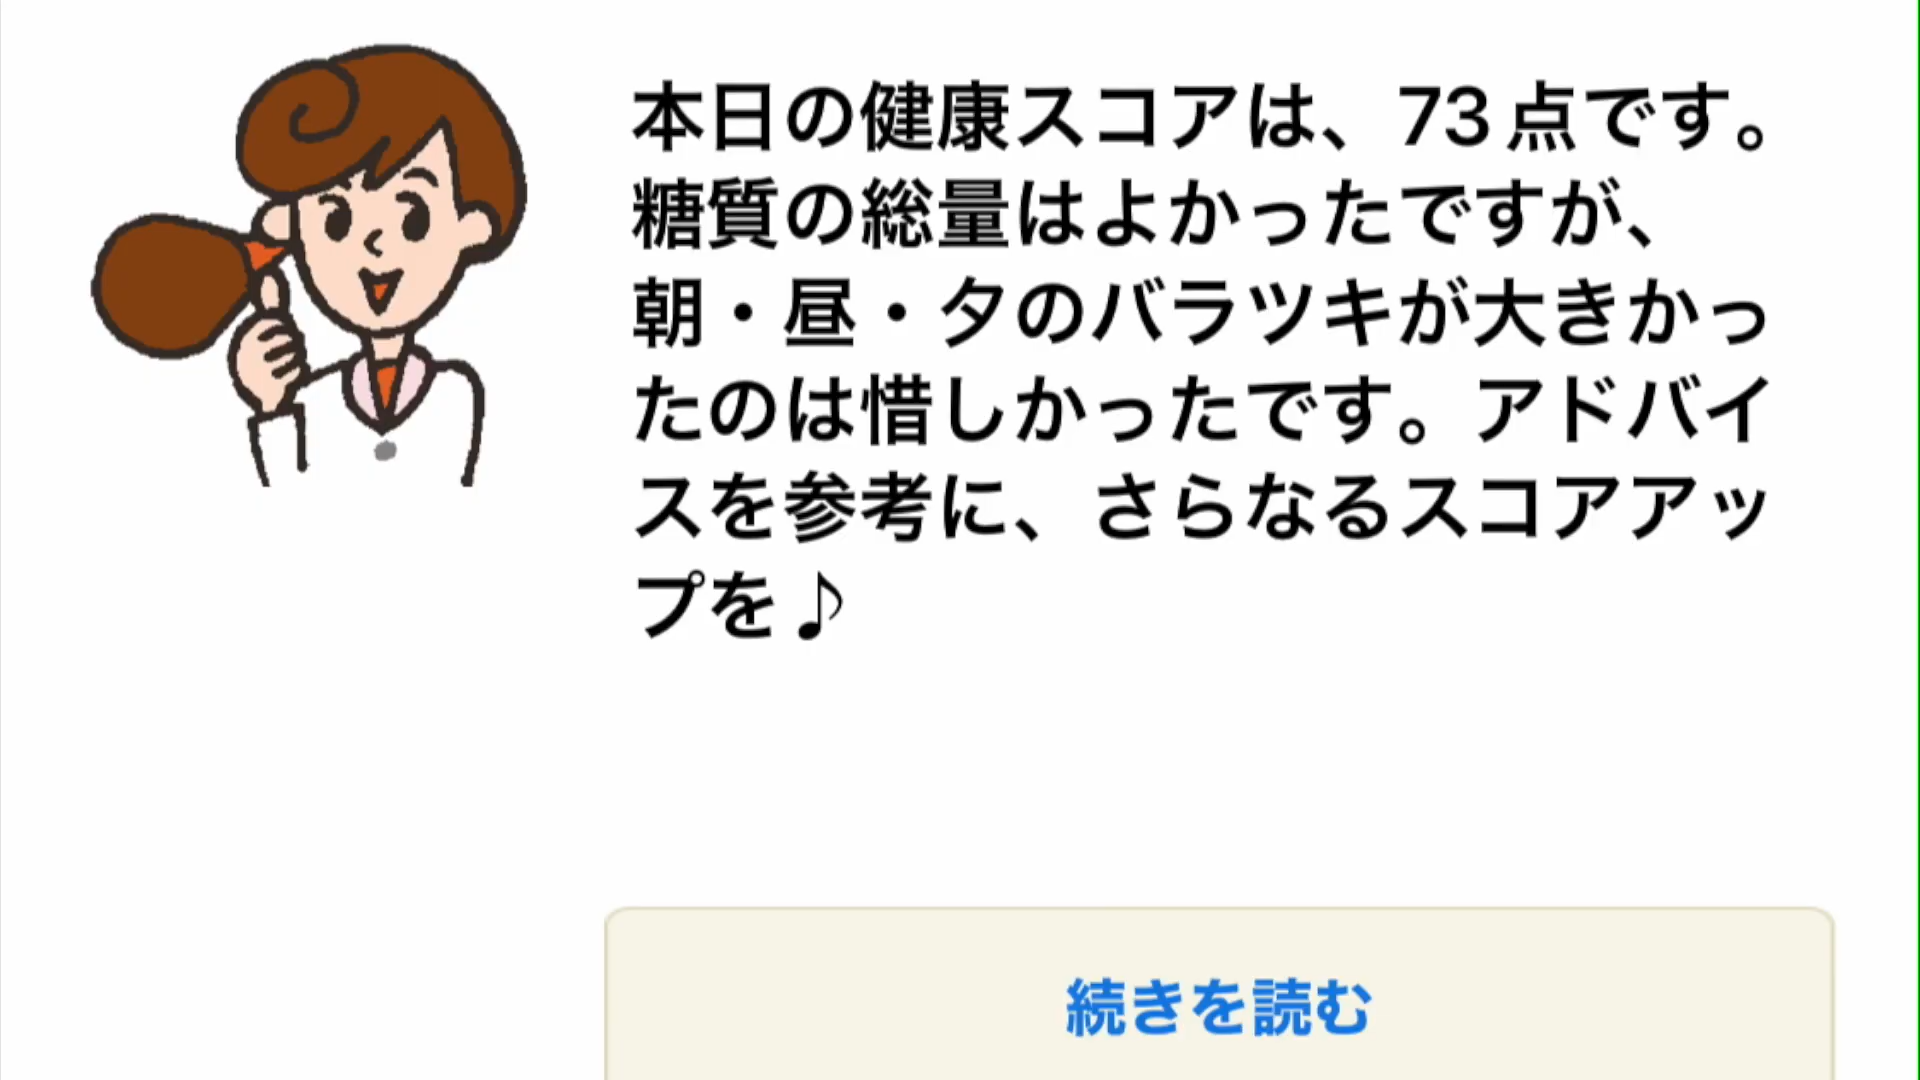 本日の健康スコアは、73点です。
糖質の総量はよかったですが、
朝・昼・夕のバラツキが大きかっ
たのは惜しかったです。アドバイ
スを参考に、さらなるスコアアッ
プを♪
続きを読む